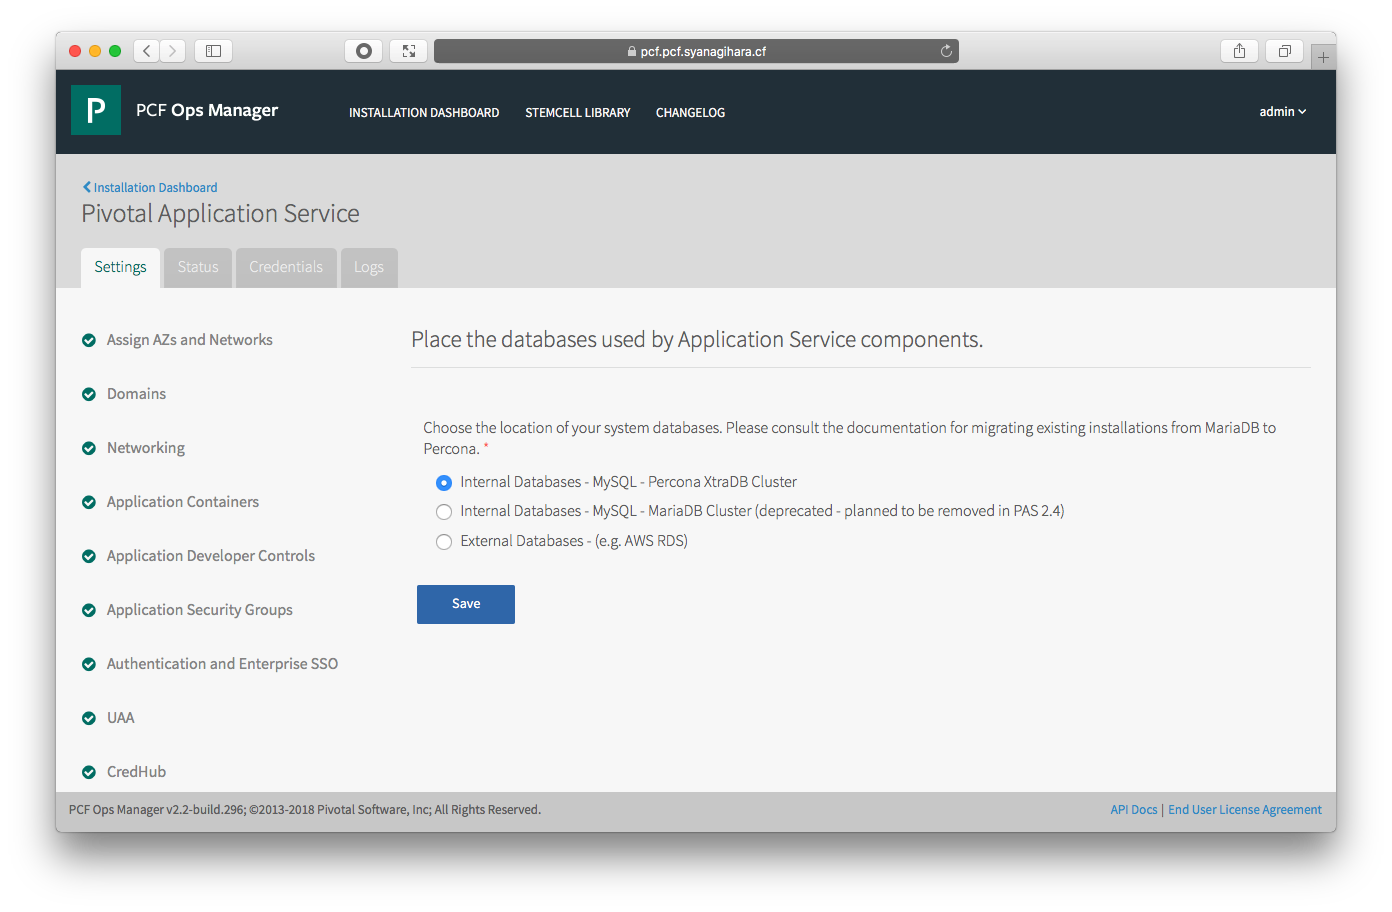 pcf.pcf.syanagihara.cf
P
PCF Ops Manager
INSTALLATION DASHBOARD
STEMCELL LIBRARY
CHANGELOG
admin
Installation Dashboard
Pivotal Application Service
Settings
Status
Credentials
Logs
Assign AZs and Networks
Domains
Networking
Application Containers
Application Developer Controls
Application Security Groups
Authentication and Enterprise SSO
UAA
CredHub
Place the databases used by Application Service components.
Choose the location of your system databases. Please consult the documentation for migrating existing installations from MariaDB to
Percona. *
Internal Databases - MySQL - Percona XtraDB Cluster
Internal Databases - MySQL - MariaDB Cluster (deprecated - planned to be removed in PAS 2.4)
External Databases - (e.g. AWS RDS)
Save
PCF Ops Manager v2.2-build.296; ©2013-2018 Pivotal Software, Inc; All Rights Reserved.
API Docs | End User License Agreement